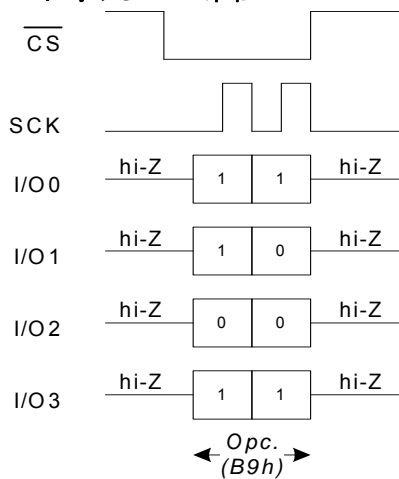 CS
SCK
hi-Z 1 1 hi-Z
I/O0
hi-Z 1 0 hi-Z
I/O1
hi-Z 0 0 hi-Z
I/O2
hi-Z 1 1 hi-Z
I/O3
Opc.
(B9h)